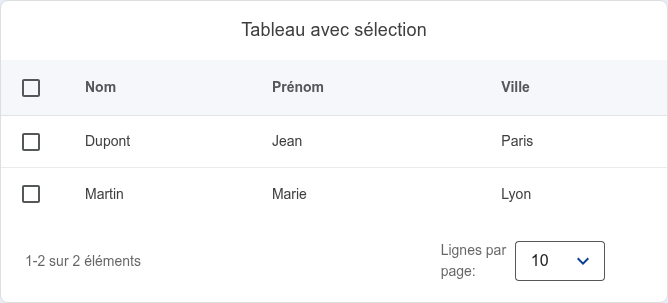 Tableau avec sélection
Nom Prénom Ville
Dupont Jean Paris
Martin Marie Lyon
1-2 sur 2 éléments
Lignes par
page:
10